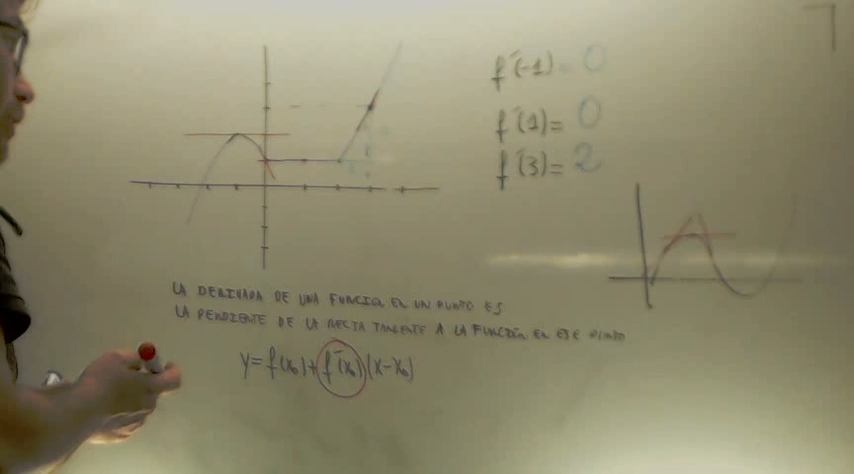 f´(-1)= 0
f´(1)= 0
f´(3)= 2
LA DERIVADA DE UNA FUNCIÓN EN UN PUNTO ES
LA PENDIENTE DE LA RECTA TANGENTE A LA FUNCIÓN EN ESE PUNTO
y=f(x₀)+f´(x₀)(x-x₀)